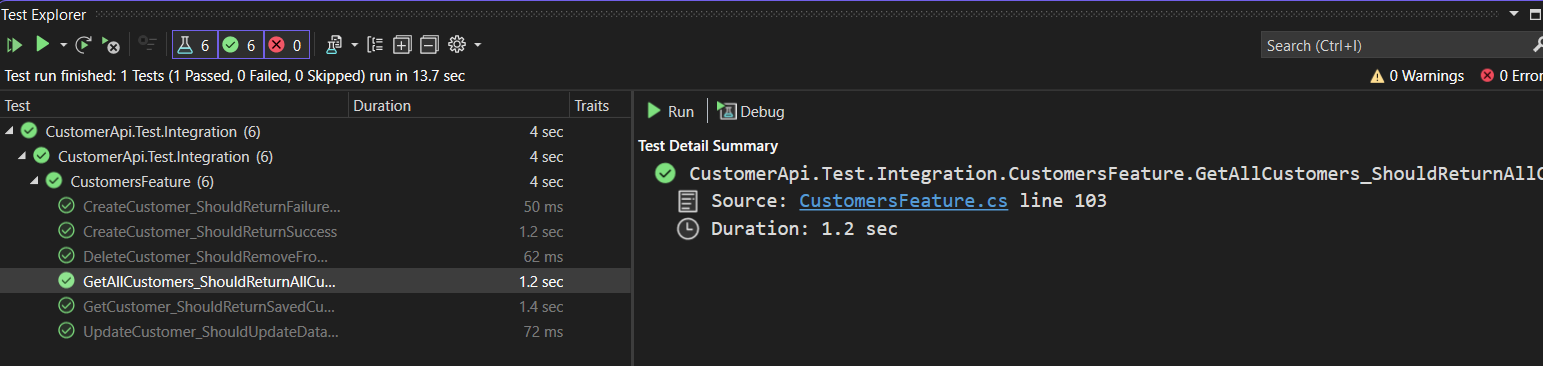 Test Explorer
6 6 0
Search (Ctrl+I)
Test run finished: 1 Tests (1 Passed, 0 Failed, 0 Skipped) run in 13.7 sec
0 Warnings 0 Error
Test Duration Traits
CustomerApi.Test.Integration (6) 4 sec
CustomerApi.Test.Integration (6) 4 sec
CustomersFeature (6) 4 sec
CreateCustomer_ShouldReturnFailure... 50 ms
CreateCustomer_ShouldReturnSuccess 1.2 sec
DeleteCustomer_ShouldRemoveFro... 62 ms
GetAllCustomers_ShouldReturnAllCu... 1.2 sec
GetCustomer_ShouldReturnSavedCu... 1.4 sec
UpdateCustomer_ShouldUpdateData... 72 ms
Run Debug
Test Detail Summary
CustomerApi.Test.Integration.CustomersFeature.GetAllCustomers_ShouldReturnAllC
Source: CustomersFeature.cs line 103
Duration: 1.2 sec